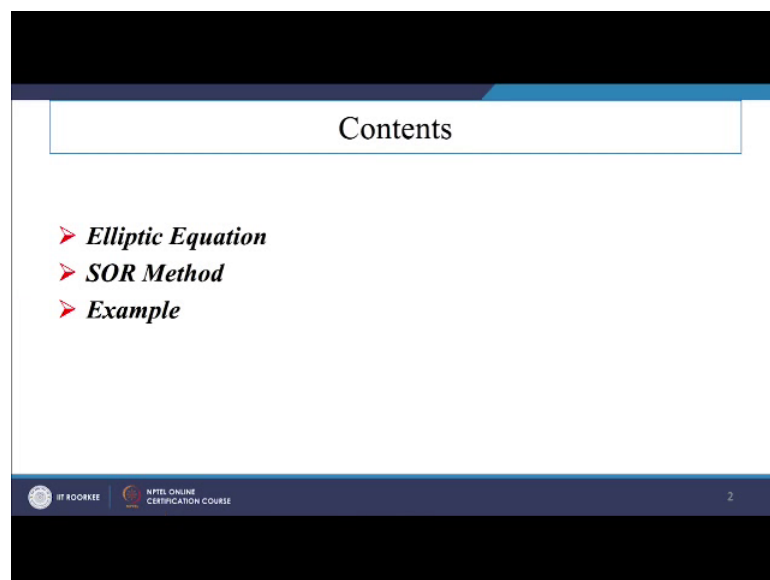 Contents
Elliptic Equation
SOR Method
Example
IIT ROORKEE
NPTEL ONLINE
CERTIFICATION COURSE
2